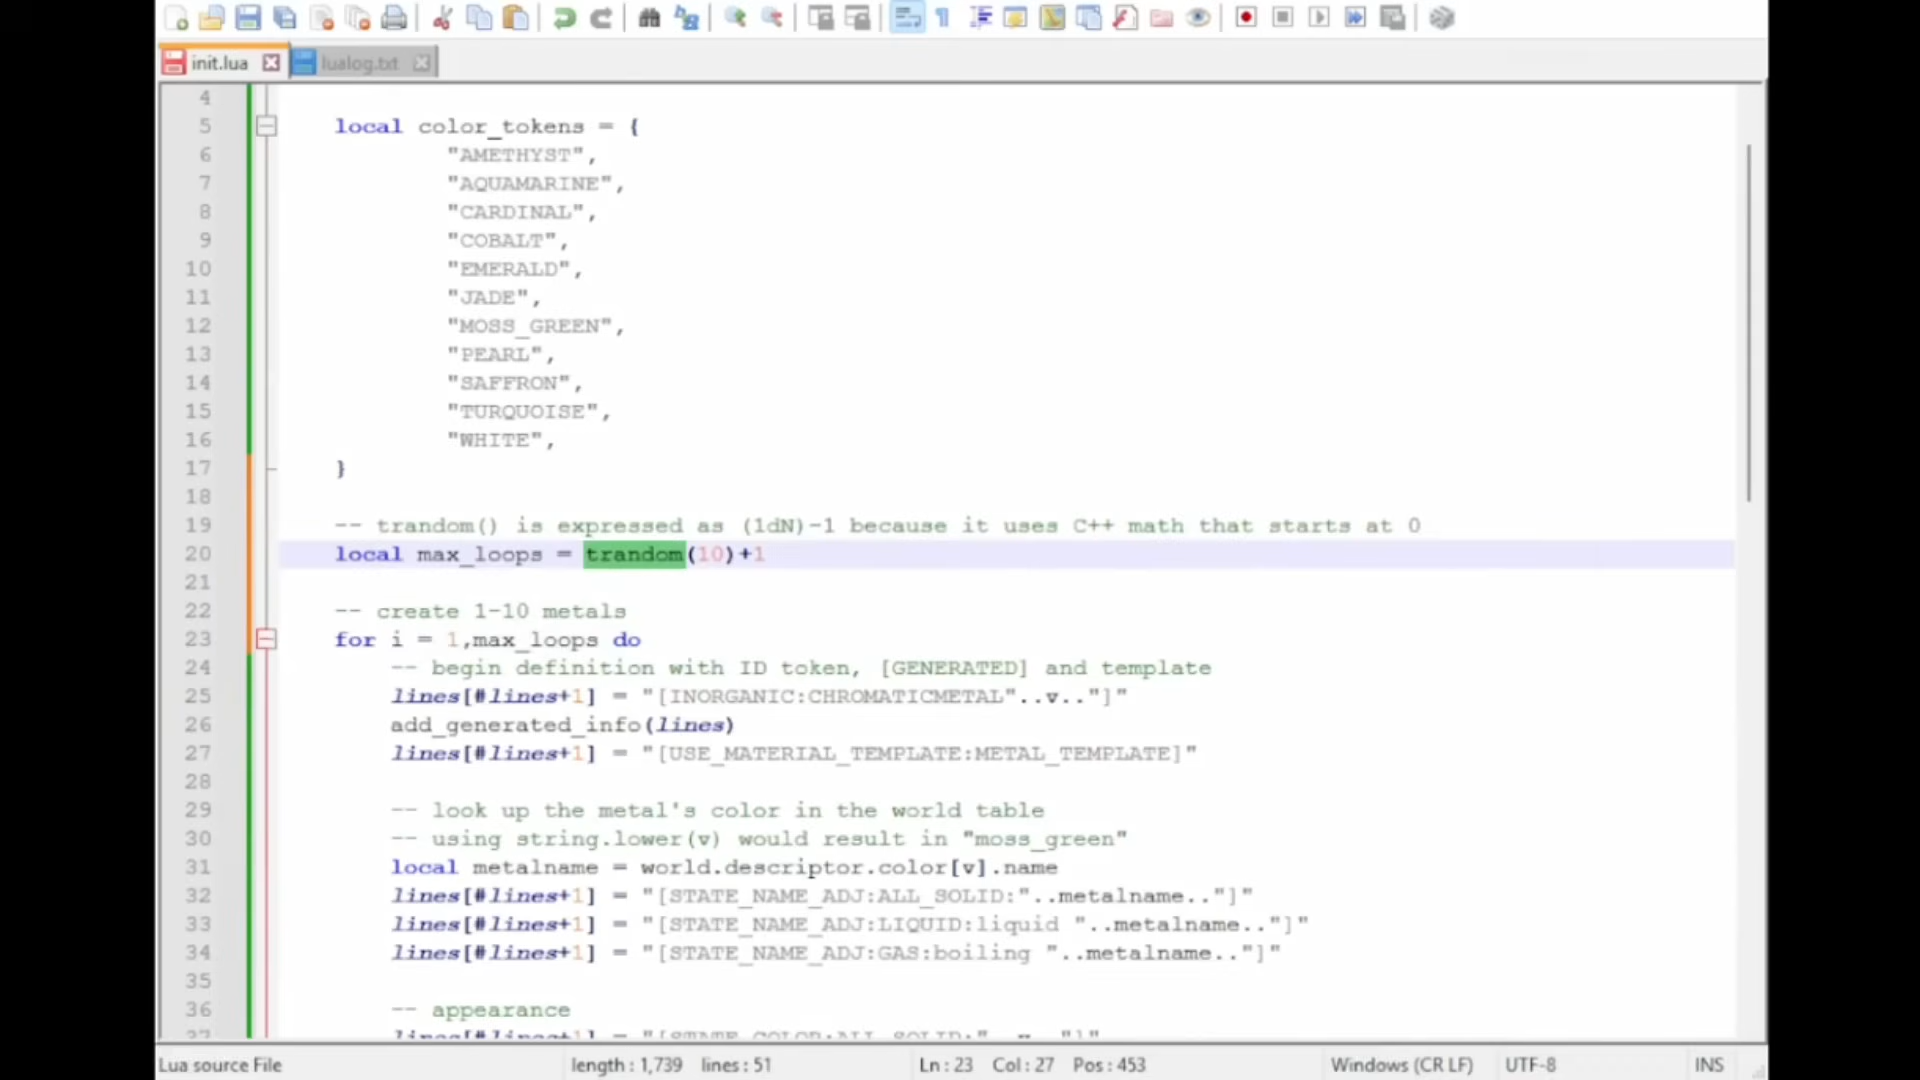 init.lua
lualog.txt
4
5 local color_tokens = {
6 "AMETHYST",
7 "AQUAMARINE",
8 "CARDINAL",
9 "COBALT",
10 "EMERALD",
11 "JADE",
12 "MOSS_GREEN",
13 "PEARL",
14 "SAFFRON",
15 "TURQUOISE",
16 "WHITE",
17 }
18
19 -- trandom() is expressed as (1dN)-1 because it uses C++ math that starts at 0
20 local max_loops = trandom(10)+1
21
22 -- create 1-10 metals
23 for i = 1,max_loops do
24 -- begin definition with ID token, [GENERATED] and template
25 lines[#lines+1] = "[INORGANIC:CHROMATICMETAL"..v.."]"
26 add_generated_info(lines)
27 lines[#lines+1] = "[USE_MATERIAL_TEMPLATE:METAL_TEMPLATE]"
28
29 -- look up the metal's color in the world table
30 -- using string.lower(v) would result in "moss_green"
31 local metalname = world.descriptor.color[v].name
32 lines[#lines+1] = "[STATE_NAME_ADJ:ALL_SOLID:"..metalname.."]"
33 lines[#lines+1] = "[STATE_NAME_ADJ:LIQUID:liquid "..metalname.."]"
34 lines[#lines+1] = "[STATE_NAME_ADJ:GAS:boiling "..metalname.."]"
35
36 -- appearance
37 lines[#lines+1] = "[STATE_COLOR:ALL_SOLID:"..v.."]"
Lua source File length : 1,739 lines : 51 Ln : 23 Col : 27 Pos : 453 Windows (CR LF) UTF-8 INS